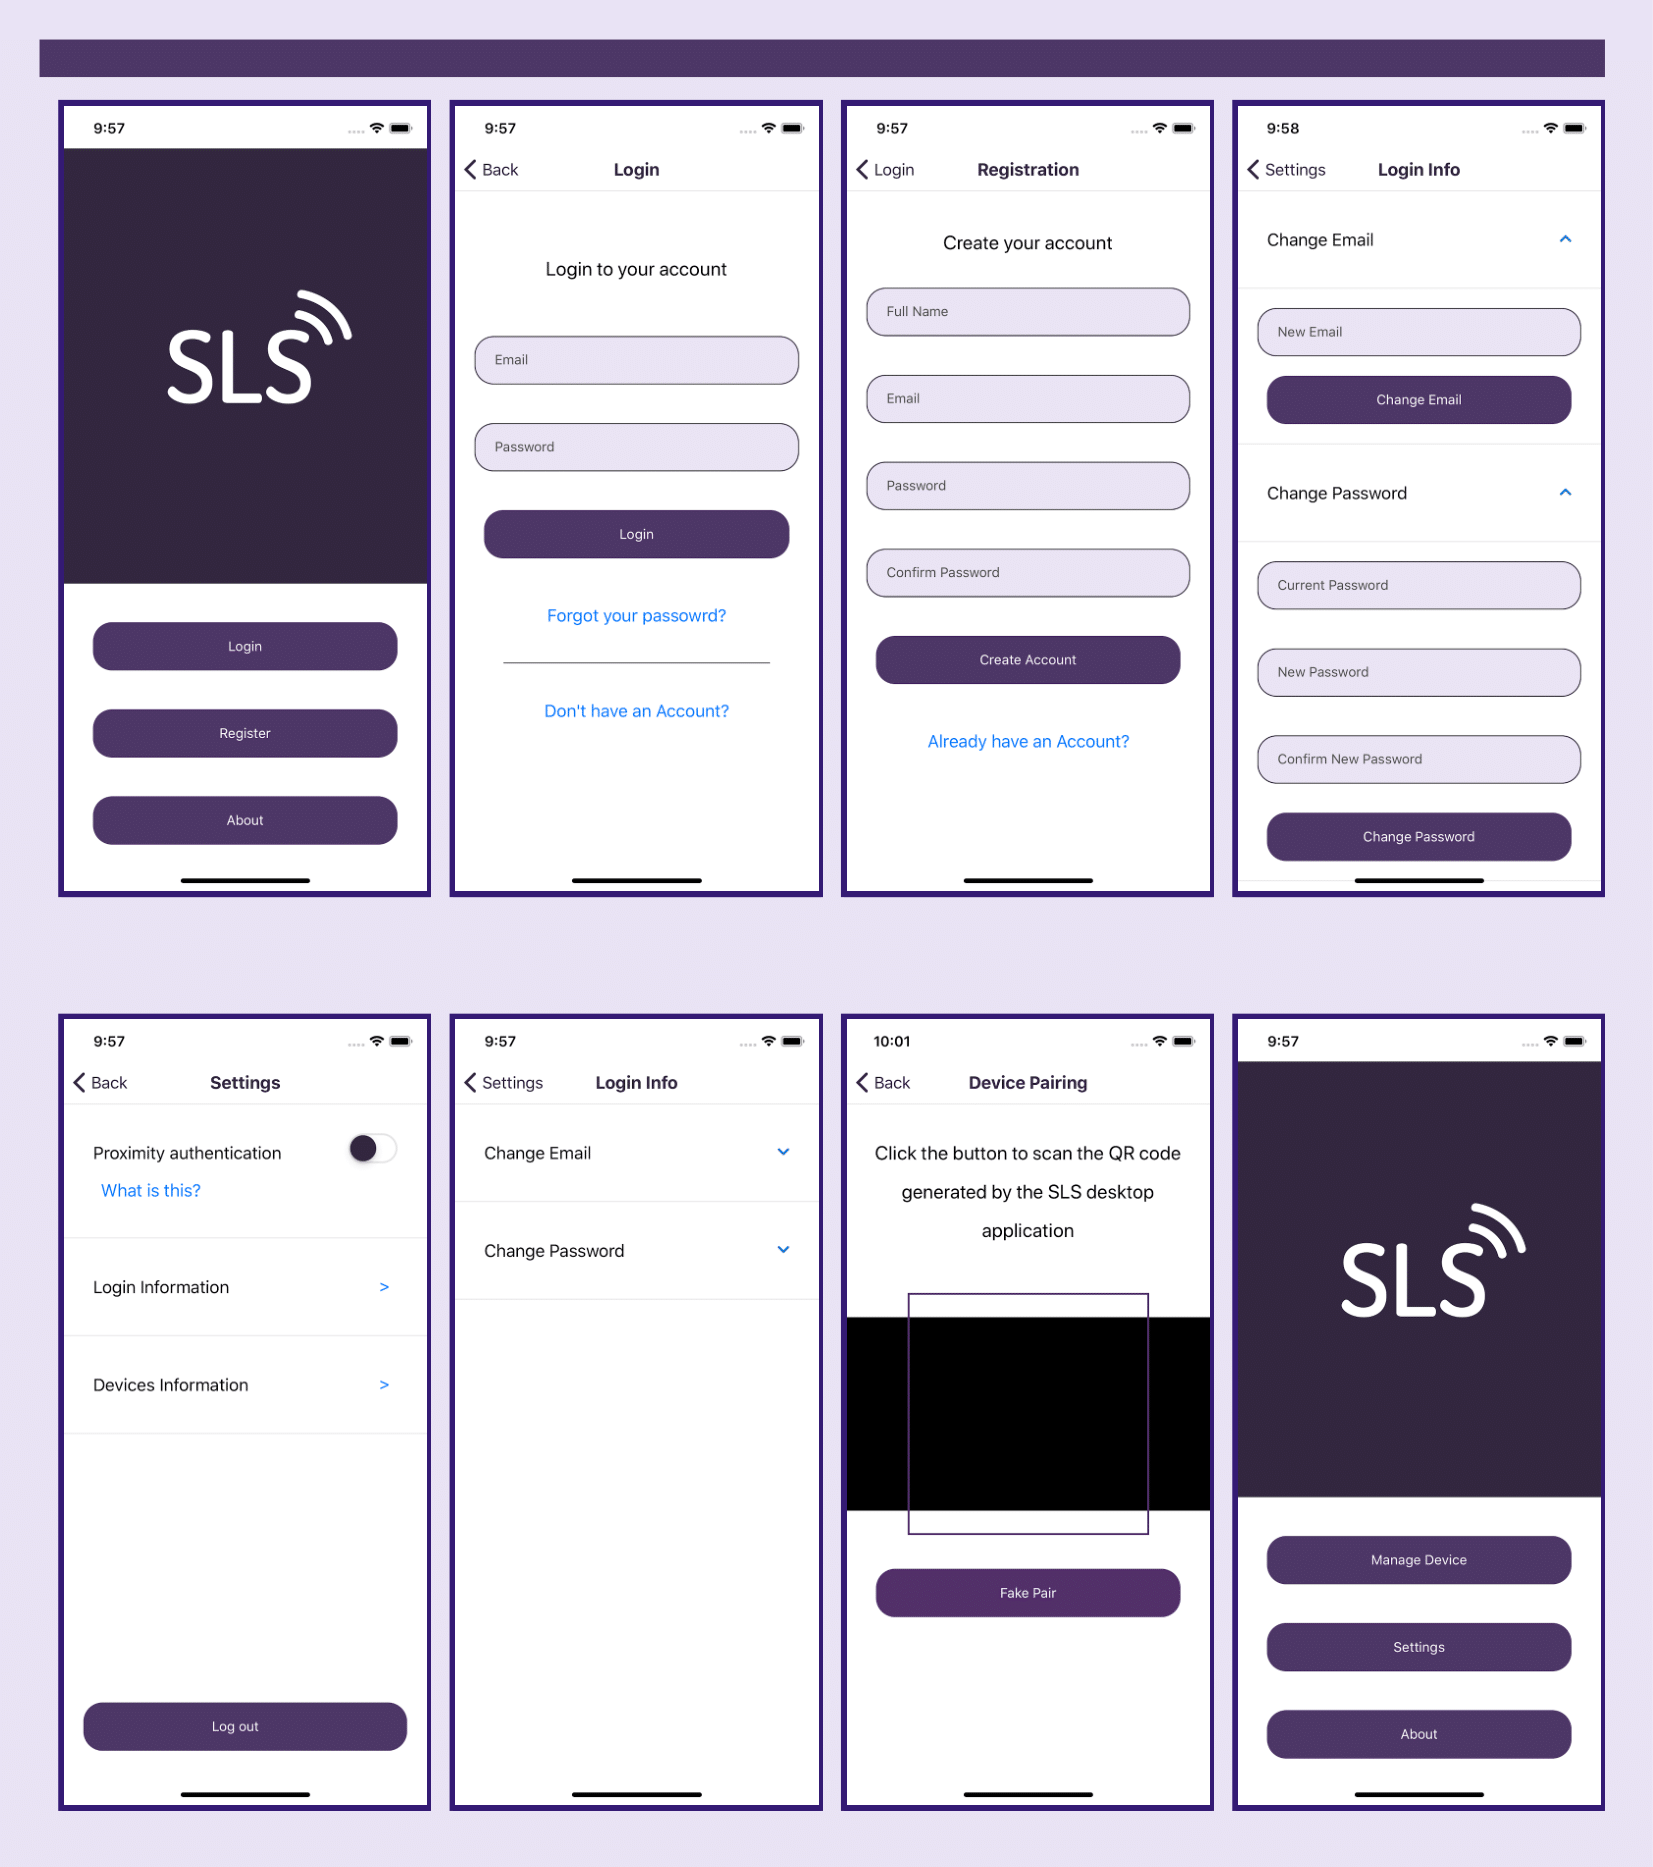 9:57
SLS
Login
Register
About
9:57
Back
Login
Login to your account
Email
Password
Login
Forgot your passowrd?
Don't have an Account?
9:57
Login
Registration
Create your account
Full Name
Email
Password
Confirm Password
Create Account
Already have an Account?
9:58
Settings
Login Info
Change Email
New Email
Change Email
Change Password
Current Password
New Password
Confirm New Password
Change Password
9:57
Back
Settings
Proximity authentication
What is this?
Login Information >
Devices Information >
Log out
9:57
Settings
Login Info
Change Email
Change Password
10:01
Back
Device Pairing
Click the button to scan the QR code
generated by the SLS desktop
application
Fake Pair
9:57
SLS
Manage Device
Settings
About